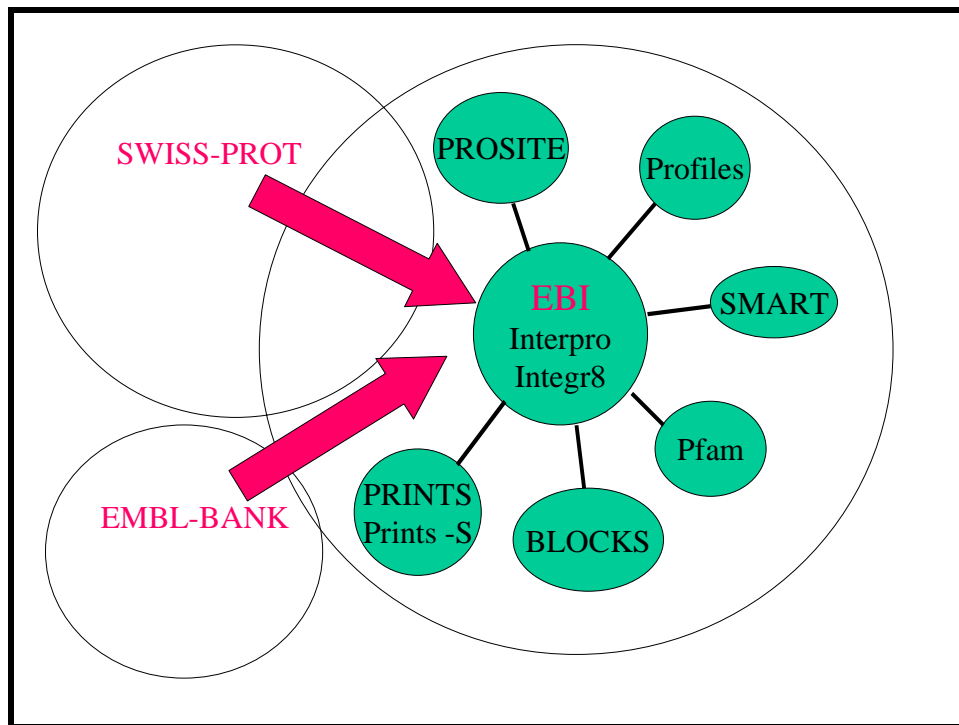 SWISS-PROT
PROSITE
Profiles
EBI
Interpro
Integr8
SMART
Pfam
EMBL-BANK
PRINTS
Prints -S
BLOCKS